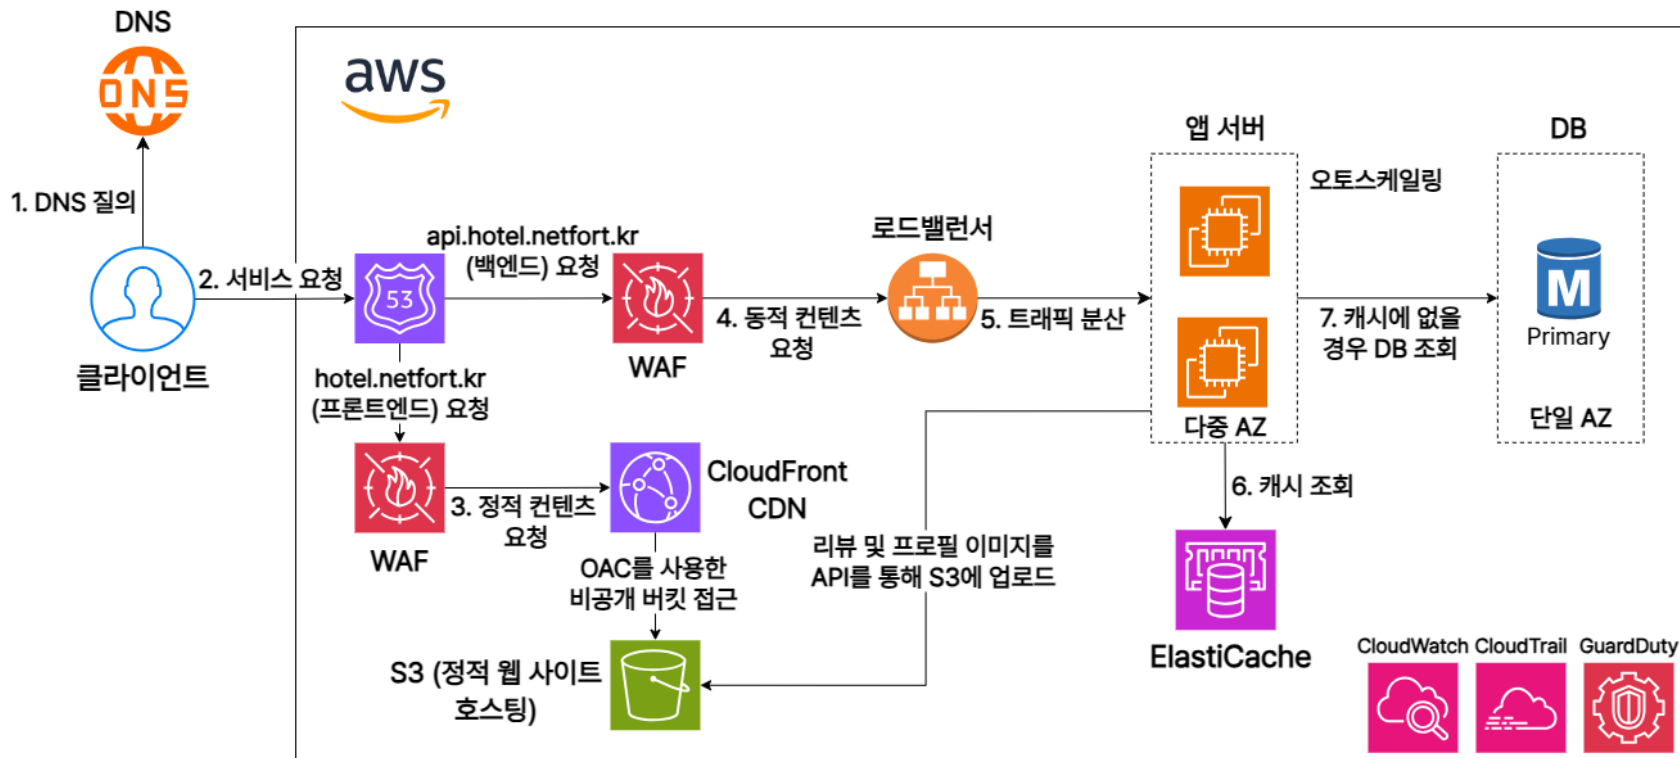 DNS
DNS
aws
1. DNS 질의
클라이언트
2. 서비스 요청
53
api.hotel.netfort.kr
(백엔드) 요청
WAF
hotel.netfort.kr
(프론트엔드) 요청
WAF
3. 정적 컨텐츠
요청
CloudFront
CDN
OAC를 사용한
비공개 버킷 접근
S3 (정적 웹 사이트
호스팅)
4. 동적 컨텐츠
요청
로드밸런서
5. 트래픽 분산
앱 서버
오토스케일링
다중 AZ
리뷰 및 프로필 이미지를
API를 통해 S3에 업로드
6. 캐시 조회
ElastiCache
7. 캐시에 없을
경우 DB 조회
DB
M
Primary
단일 AZ
CloudWatch
CloudTrail
GuardDuty